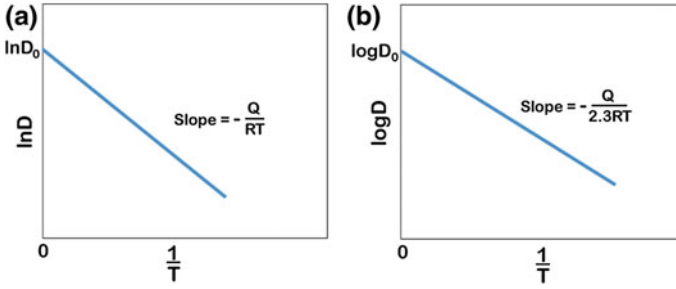 (a)
lnD₀
lnD
Slope = - Q/RT
0
1/T
(b)
logD₀
logD
Slope = - Q/2.3RT
0
1/T